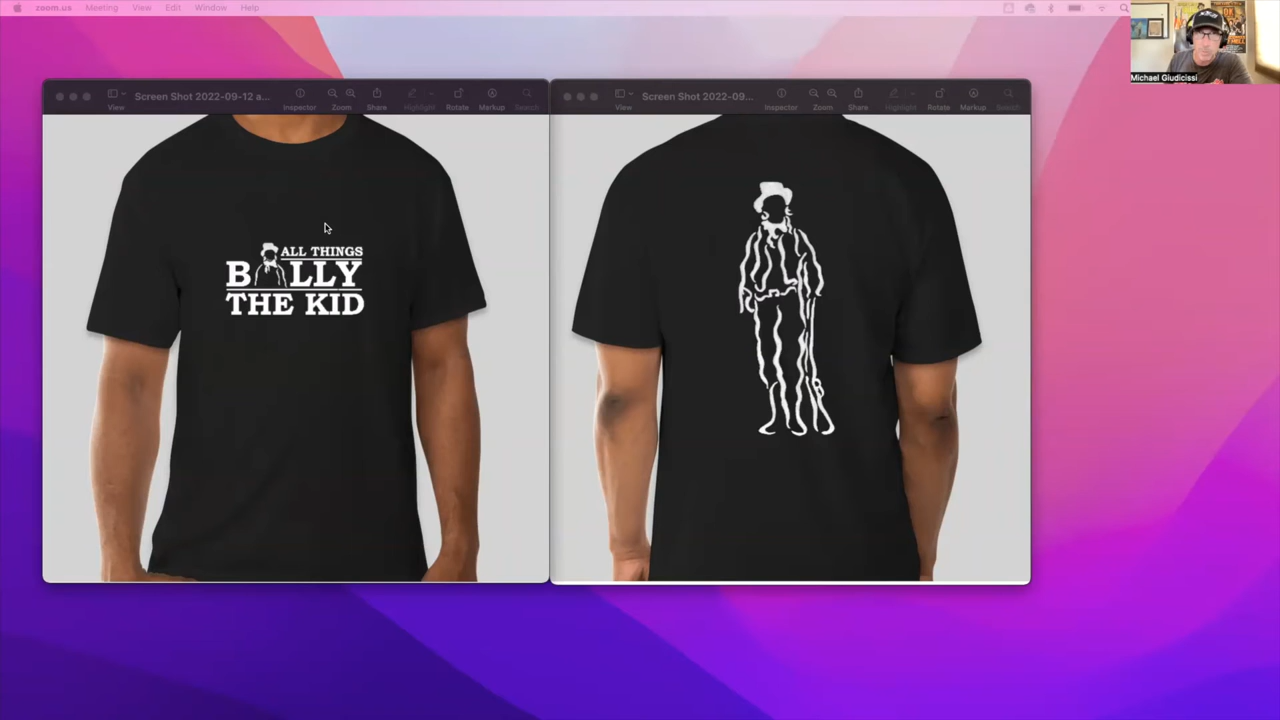 zoom.us Meeting View Edit Window Help
Screen Shot 2022-09-12 a...
View Inspector Zoom Share Highlight Rotate Markup Search
Screen Shot 2022-09...
View Inspector Zoom Share Highlight Rotate Markup Search
ALL THINGS
B LLY
THE KID
Michael Giudicissi